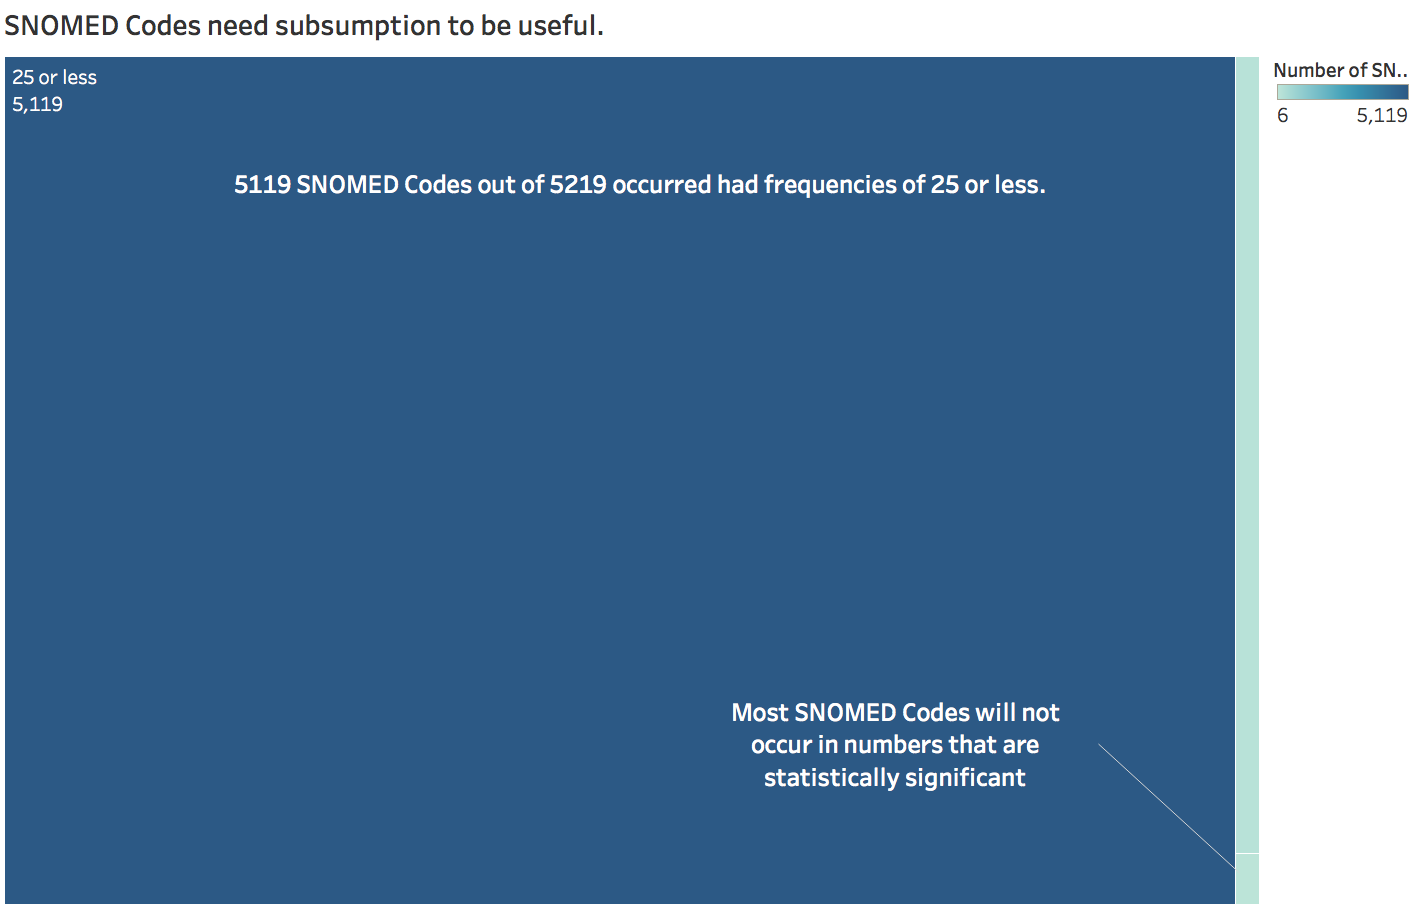 SNOMED Codes need subsumption to be useful.
25 or less
5,119
5119 SNOMED Codes out of 5219 occurred had frequencies of 25 or less.
Most SNOMED Codes will not
occur in numbers that are
statistically significant
Number of SN..
6 5,119